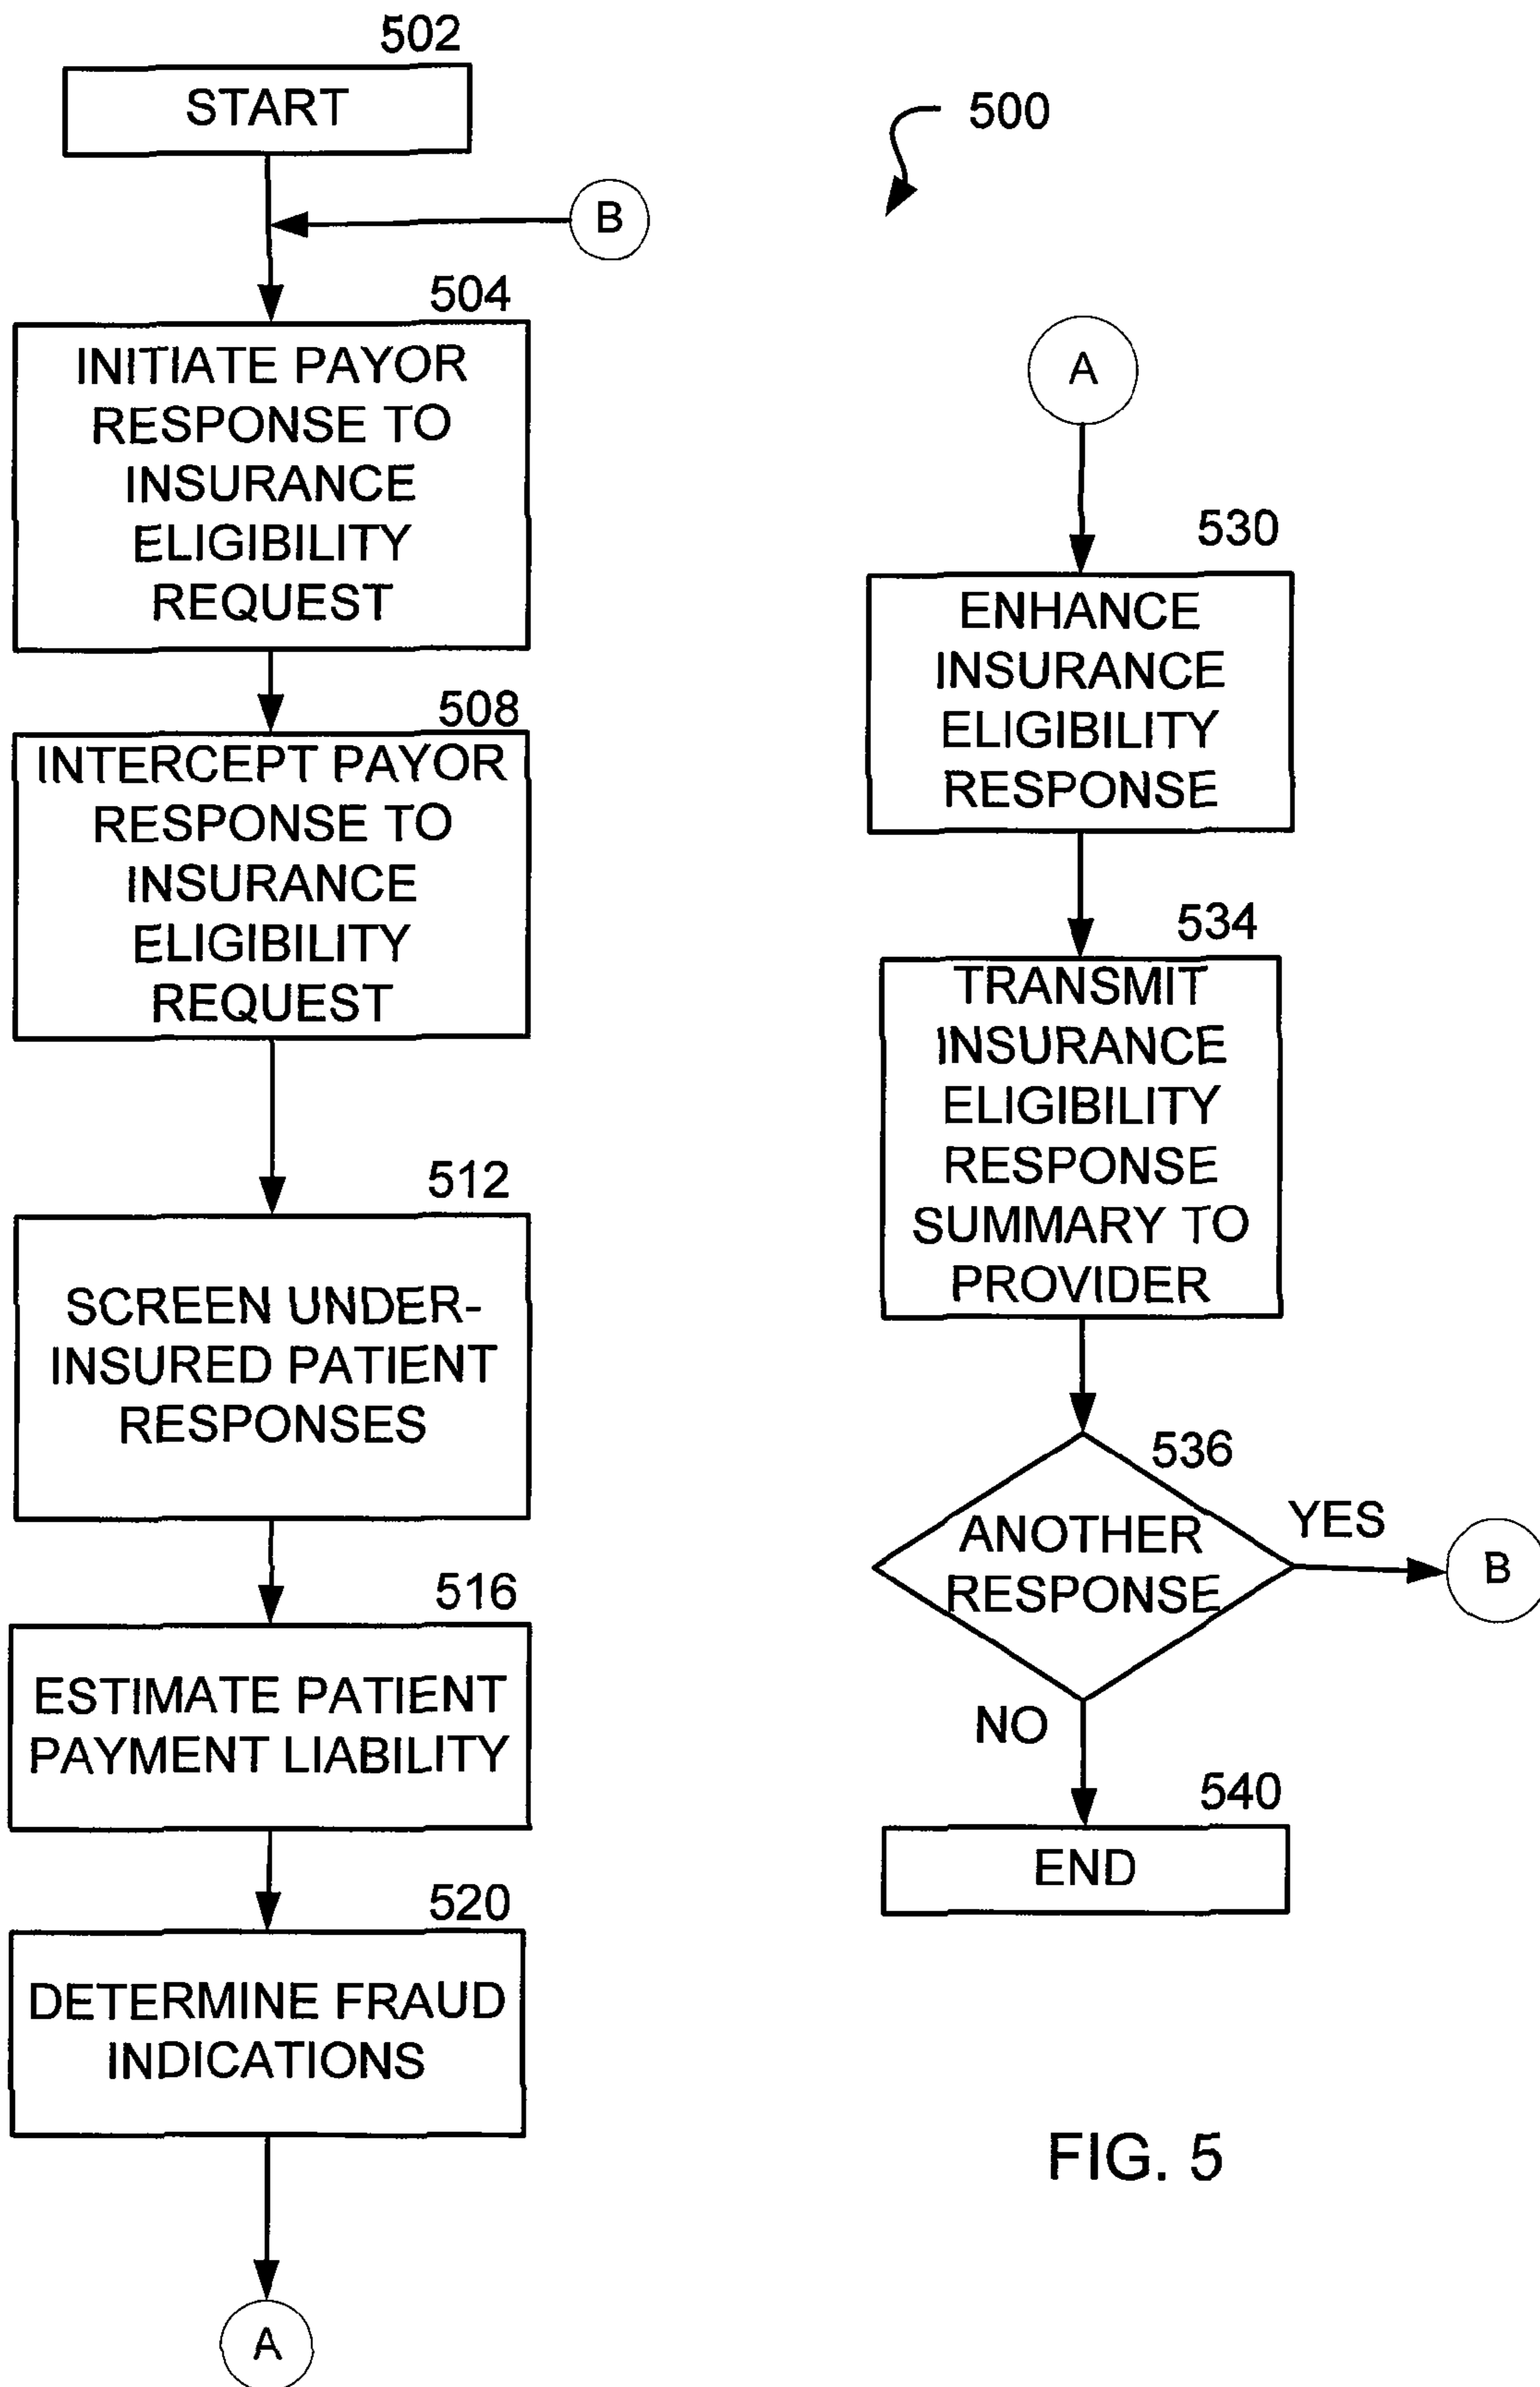 502
START
500
B
504
INITIATE PAYOR
RESPONSE TO
INSURANCE
ELIGIBILITY
REQUEST
508
INTERCEPT PAYOR
RESPONSE TO
INSURANCE
ELIGIBILITY
REQUEST
512
SCREEN UNDER-
INSURED PATIENT
RESPONSES
516
ESTIMATE PATIENT
PAYMENT LIABILITY
520
DETERMINE FRAUD
INDICATIONS
A
A
530
ENHANCE
INSURANCE
ELIGIBILITY
RESPONSE
534
TRANSMIT
INSURANCE
ELIGIBILITY
RESPONSE
SUMMARY TO
PROVIDER
536
ANOTHER
RESPONSE
YES
B
NO
540
END
FIG. 5